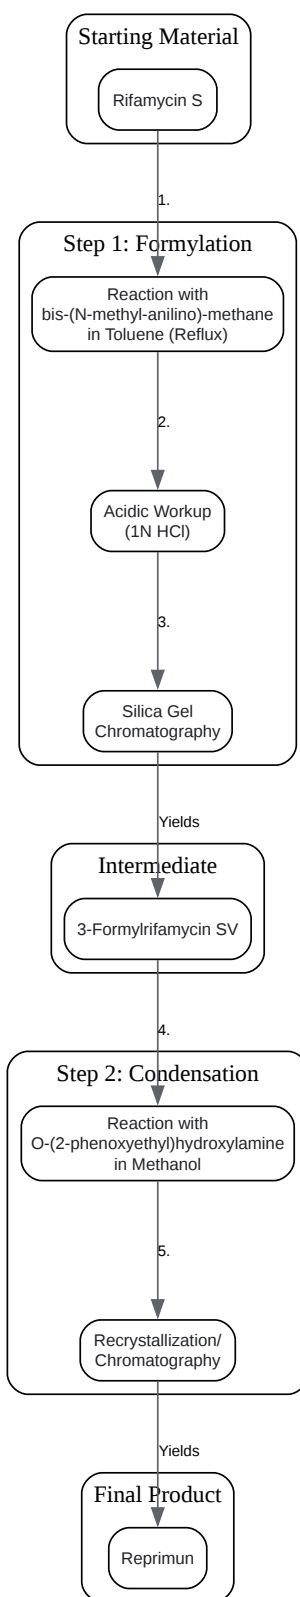 Starting Material
Rifamycin S
1.
Step 1: Formylation
Reaction with
bis-(N-methyl-anilino)-methane
in Toluene (Reflux)
2.
Acidic Workup
(1N HCl)
3.
Silica Gel
Chromatography
Yields
Intermediate
3-Formylrifamycin SV
4.
Step 2: Condensation
Reaction with
O-(2-phenoxyethyl)hydroxylamine
in Methanol
5.
Recrystallization/
Chromatography
Yields
Final Product
Reprimun